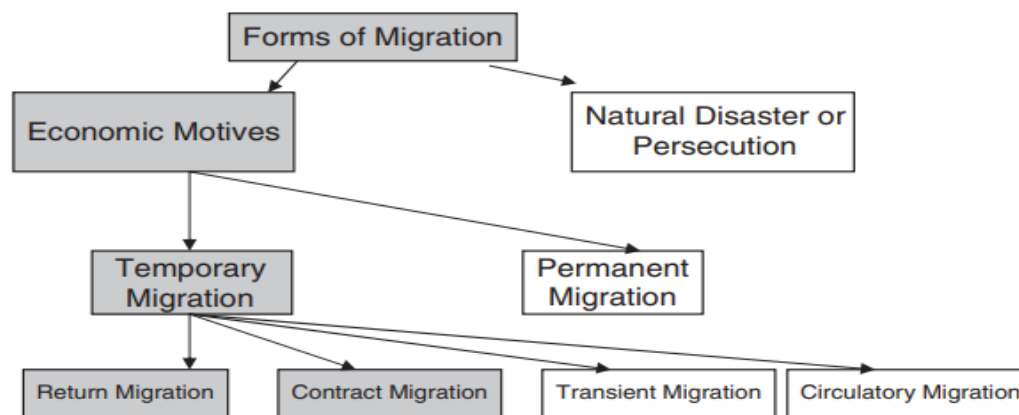 Forms of Migration
Economic Motives
Natural Disaster or
Persecution
Temporary
Migration
Permanent
Migration
Return Migration
Contract Migration
Transient Migration
Circulatory Migration